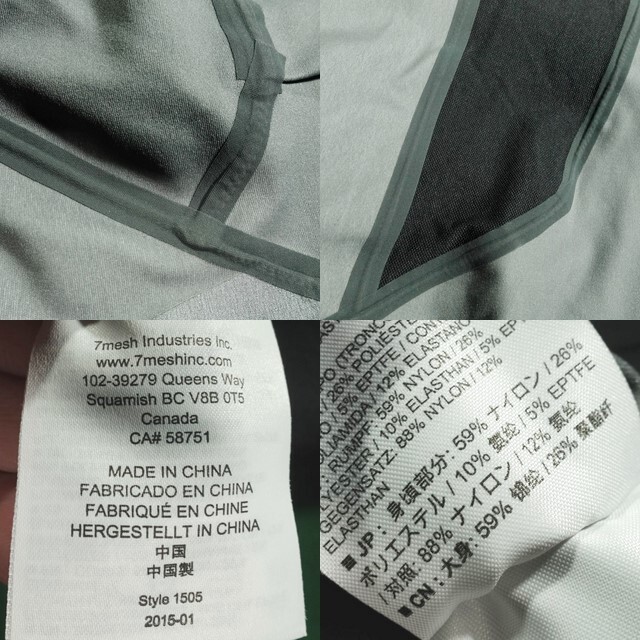 7mesh Industries Inc.
www.7meshinc.com
102-39279 Queens Way
Squamish BC V8B 0T5
Canada
CA# 58751
MADE IN CHINA
FABRICADO EN CHINA
FABRIQUÉ EN CHINE
HERGESTELLT IN CHINA
中国
中国製
Style 1505
2015-01
(TRONC
/ 26% POLIESTE
/ 5% EPTFE / CON
OLIAMIDA / 12% ELASTANO
RUMPF: 59% NYLON / 26%
LYESTER / 10% ELASTHAN / 5% EPT
GEGENSATZ: 88% NYLON / 12%
ELASTHAN
■ JP: 身頃部分: 59% ナイロン / 26%
ポリエステル / 10% 氨纶 / 5% EPTFE
/ 対照: 88% ナイロン / 12% 氨纶
■ CN: 大身: 59% 锦纶 / 26% 聚酯纤